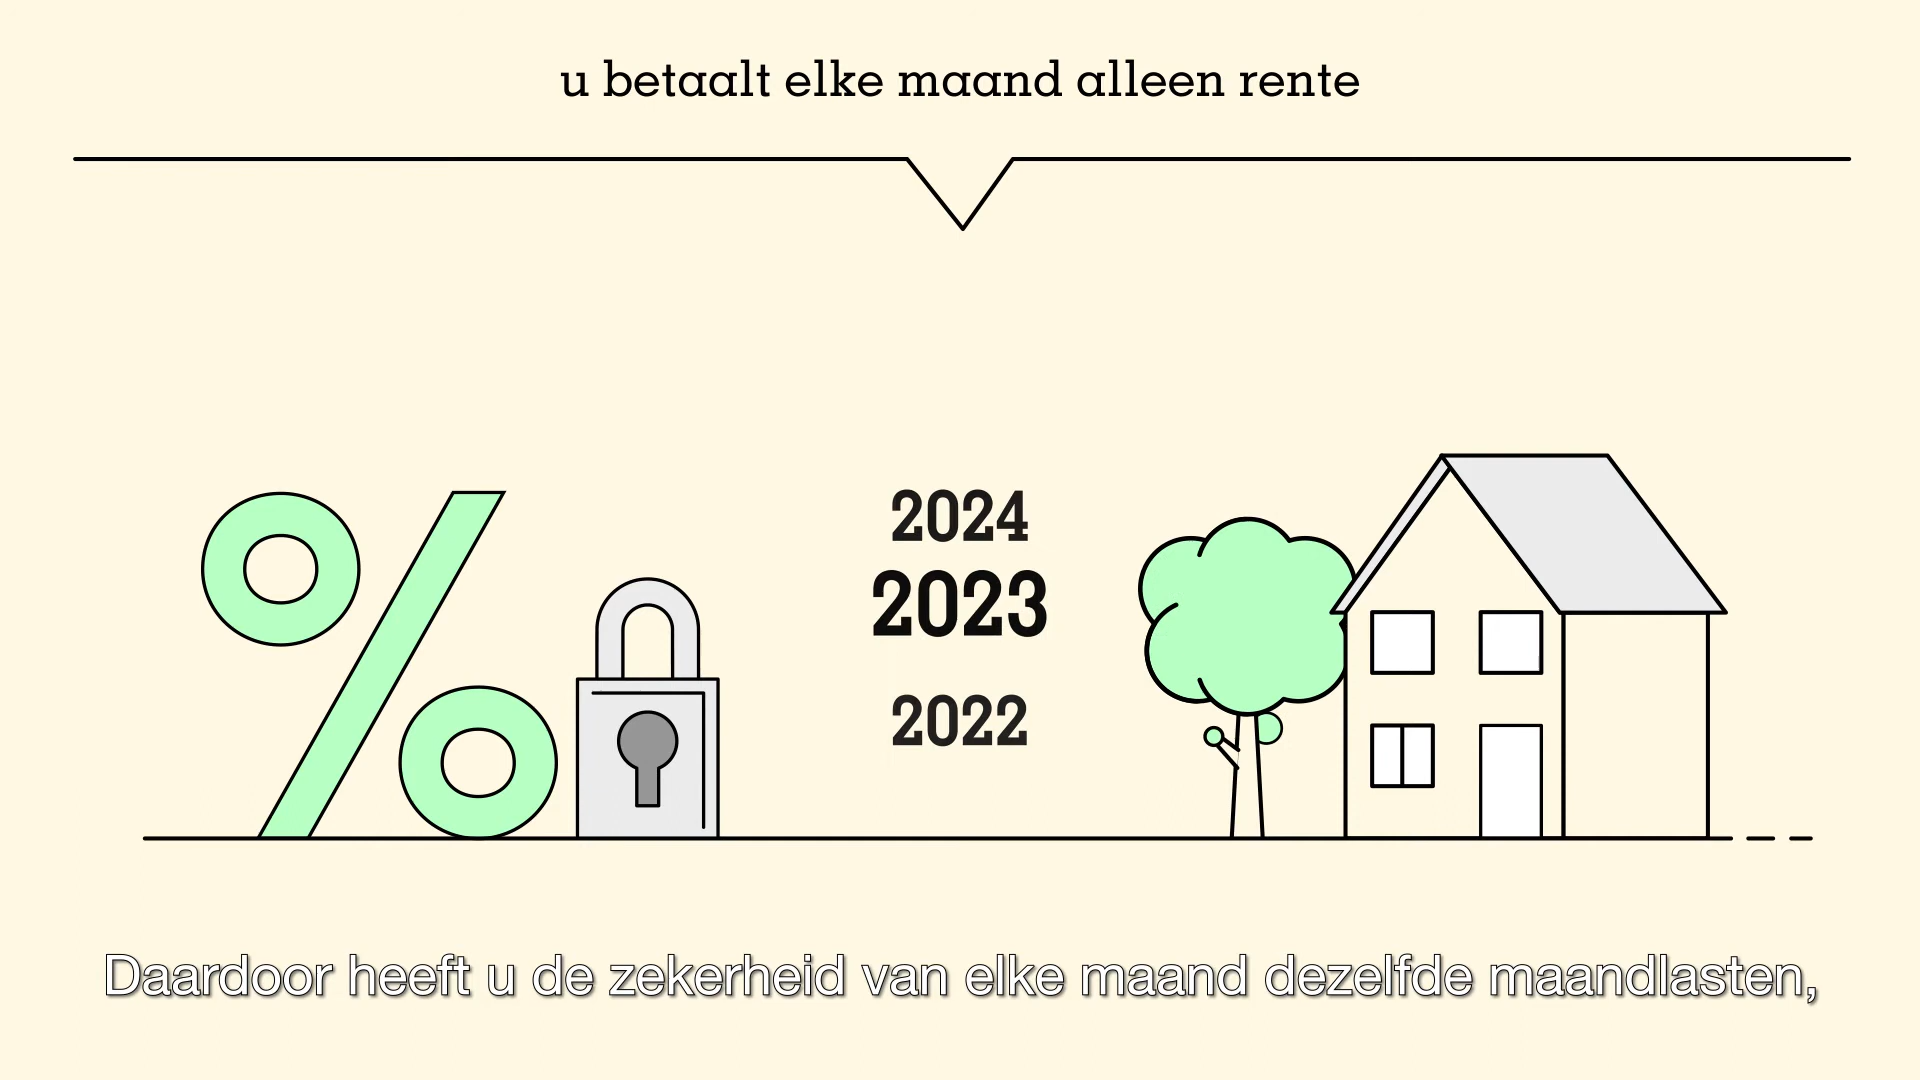 u betaalt elke maand alleen rente
2024
2023
2022
Daardoor heeft u de zekerheid van elke maand dezelfde maandlasten,